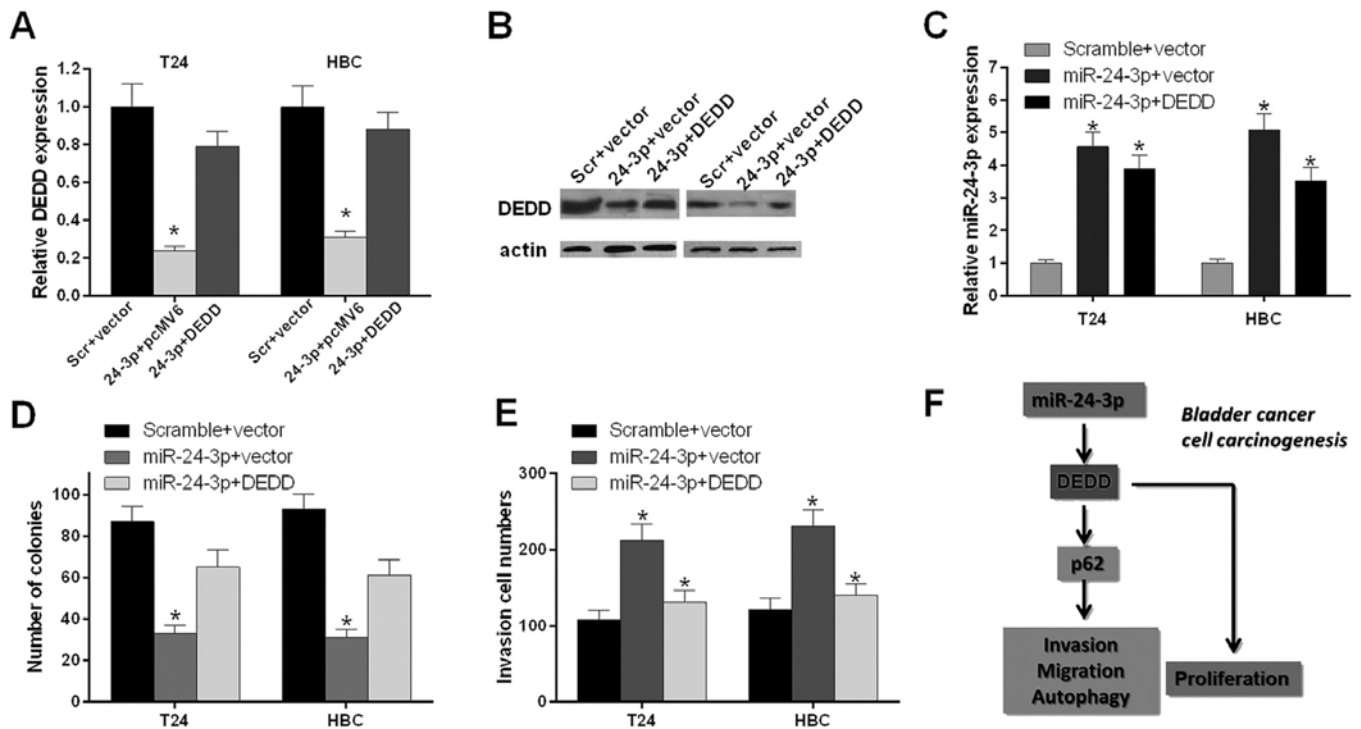 A
T24
HBC
Relative DEDD expression
1.2
1.0
0.8
0.6
0.4
0.2
0.0
*
*
Scr+vector
24-3p+pcMV6
24-3p+DEDD
Scr+vector
24-3p+pcMV6
24-3p+DEDD
B
Scr+vector
24-3p+vector
24-3p+DEDD
Scr+vector
24-3p+vector
24-3p+DEDD
DEDD
actin
C
Scramble+vector
miR-24-3p+vector
miR-24-3p+DEDD
Relative miR-24-3p expression
7
6
5
4
3
2
1
0
*
*
*
*
T24
HBC
D
Scramble+vector
miR-24-3p+vector
miR-24-3p+DEDD
Number of colonies
100
80
60
40
20
0
*
*
T24
HBC
E
Scramble+vector
miR-24-3p+vector
miR-24-3p+DEDD
Invasion cell numbers
300
200
100
0
*
*
*
*
T24
HBC
F
miR-24-3p
Bladder cancer
cell carcinogenesis
DEDD
p62
Invasion
Migration
Autophagy
Proliferation